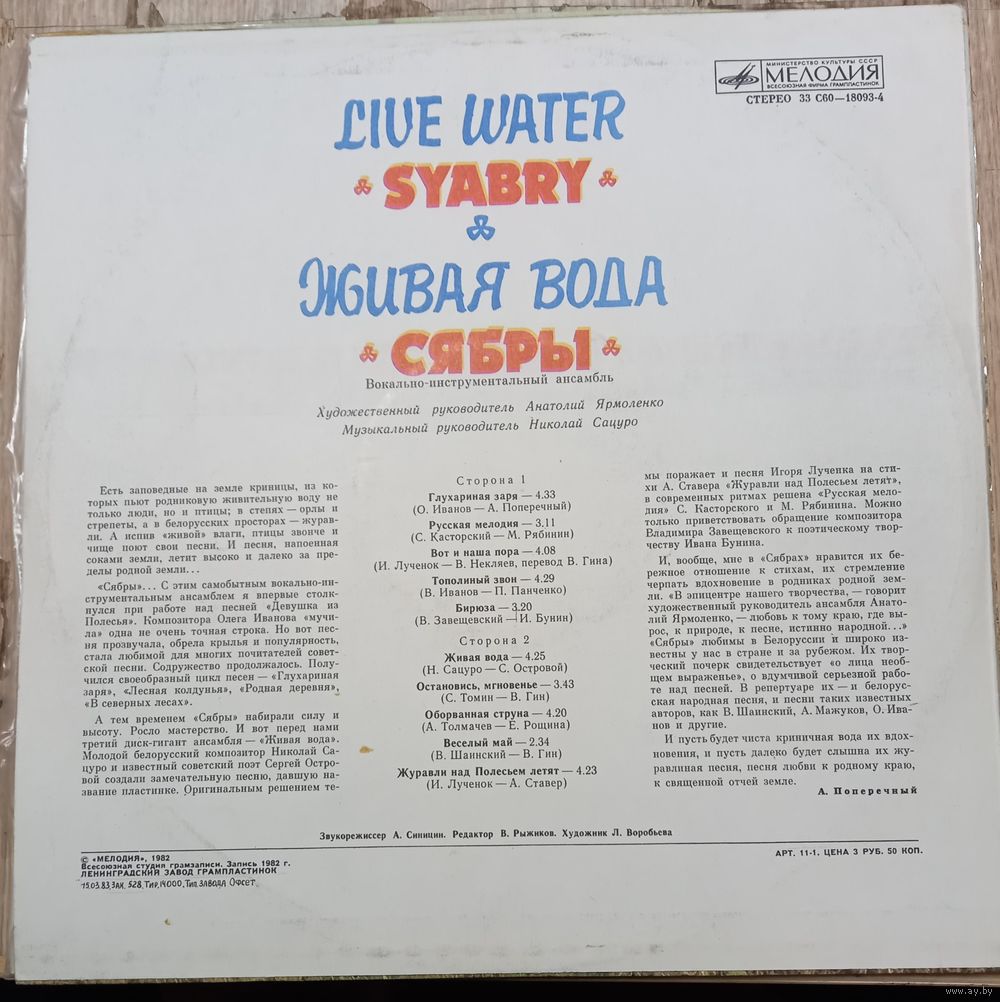 МИНИСТЕРСТВО КУЛЬТУРЫ СССР
МЕЛОДИЯ
ВСЕСОЮЗНАЯ ФИРМА ГРАМПЛАСТИНОК
СТЕРЕО 33 С60—18093-4
LIVE WATER
SYABRY
ЖИВАЯ ВОДА
СЯБРЫ
Вокально-инструментальный ансамбль
Художественный руководитель Анатолий Ярмоленко
Музыкальный руководитель Николай Сацуро
Есть заповедные на земле криницы, из ко-
торых пьют родниковую живительную воду не
только люди, но и птицы; в степях — орлы и
стрепеты, а в белорусских просторах — журав-
ли. А испив «живой» влаги, птицы звонче и
чище поют свои песни. И песня, напоенная
соками земли, летит высоко и далеко за пре-
делы родной земли...
«Сябры»... С этим самобытным вокально-ин-
струментальным ансамблем я впервые столк-
нулся при работе над песней «Девушка из
Полесья». Композитора Олега Иванова «мучи-
ла» одна не очень точная строка. Но вот пес-
ня прозвучала, обрела крылья и популярность,
стала любимой для многих почитателей совет-
ской песни. Содружество продолжалось. Полу-
чился своеобразный цикл песен — «Глухариная
заря», «Лесная колдунья», «Родная деревня»,
«В северных лесах».
А тем временем «Сябры» набирали силу и
высоту. Росло мастерство. И вот перед нами
третий диск-гигант ансамбля — «Живая вода».
Молодой белорусский композитор Николай Са-
цуро и известный советский поэт Сергей Остро-
вой создали замечательную песню, давшую на-
звание пластинке. Оригинальным решением те-
Сторона 1
Глухариная заря — 4.33
(О. Иванов — А. Поперечный)
Русская мелодия — 3.11
(С. Касторский — М. Рябинин)
Вот и наша пора — 4.08
(И. Лученок — В. Некляев, перевод В. Гина)
Тополиный звон — 4.29
(В. Иванов — П. Панченко)
Бирюза — 3.20
(В. Завещевский — И. Бунин)
Сторона 2
Живая вода — 4.25
(Н. Сацуро — С. Островой)
Остановись, мгновенье — 3.43
(С. Томин — В. Гин)
Оборванная струна — 4.20
(А. Толмачев — Е. Рощина)
Веселый май — 2.34
(В. Шаинский — В. Гин)
Журавли над Полесьем летят — 4.23
(И. Лученок — А. Ставер)
мы поражает и песня Игоря Лученка на сти-
хи А. Ставера «Журавли над Полесьем летят»,
в современных ритмах решена «Русская мело-
дия» С. Касторского и М. Рябинина. Можно
только приветствовать обращение композитора
Владимира Завещевского к поэтическому твор-
честву Ивана Бунина.
И, вообще, мне в «Сябрах» нравится их бе-
режное отношение к стихам, их стремление
черпать вдохновение в родниках родной зем-
ли. «В эпицентре нашего творчества, — говорит
художественный руководитель ансамбля Анато-
лий Ярмоленко, — любовь к тому краю, где вы-
рос, к природе, к песне, истинно народной...»
«Сябры» любимы в Белоруссии и широко из-
вестны у нас в стране и за рубежом. Их твор-
ческий почерк свидетельствует «о лица необ-
щем выраженье», о вдумчивой серьезной рабо-
те над песней. В репертуаре их — и белорус-
ская народная песня, и песни таких известных
авторов, как В. Шаинский, А. Мажуков, О. Ива-
нов и другие.
И пусть будет чиста криничная вода их вдох-
новения, и пусть далеко будет слышна их жу-
равлиная песня, песня любви к родному краю,
к священной отчей земле.
А. Поперечный
Звукорежиссер А. Синицин. Редактор В. Рыжиков. Художник Л. Воробьева
© «МЕЛОДИЯ», 1982
Всесоюзная студия грамзаписи. Запись 1982 г.
ЛЕНИНГРАДСКИЙ ЗАВОД ГРАМПЛАСТИНОК
15.03.83, ЗАК. 528, ТИР. 14000, ТИП. ЗАВОДА ОФСЕТ
АРТ. 11-1. ЦЕНА 3 РУБ. 50 КОП.
www.ay.by